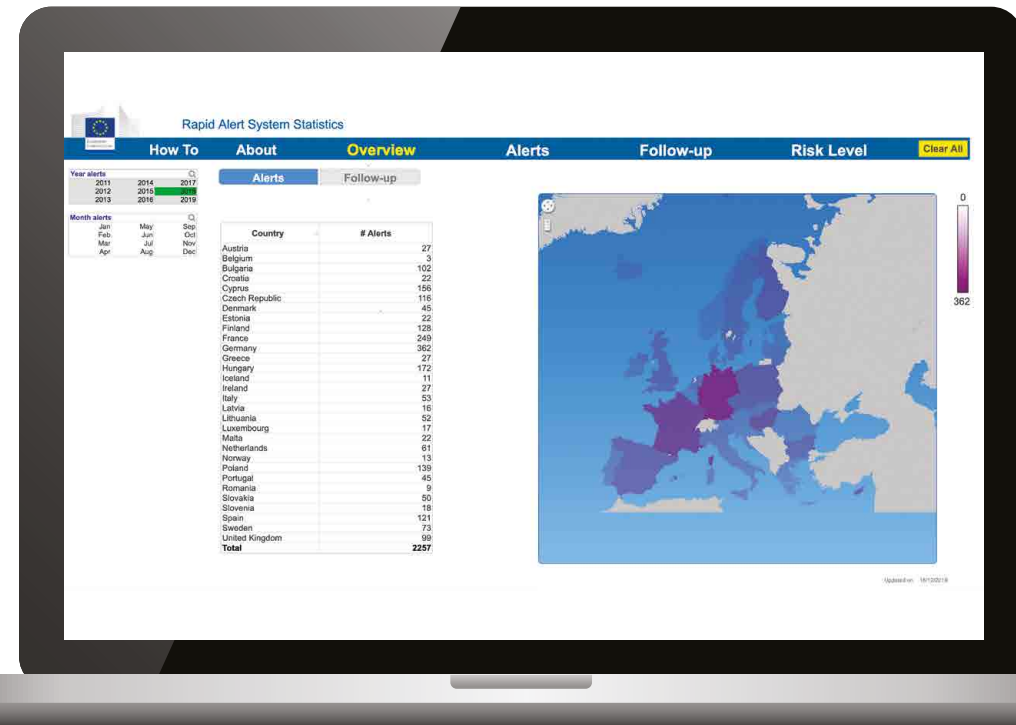 Rapid Alert System Statistics
How To About Overview Alerts Follow-up Risk Level Clear All
Year alerts
2011 2014 2017
2012 2015 2018
2013 2016 2019
Month alerts
Jan May Sep
Feb Jun Oct
Mar Jul Nov
Apr Aug Dec
Alerts Follow-up
Country # Alerts
Austria 27
Belgium 3
Bulgaria 102
Croatia 22
Cyprus 156
Czech Republic 116
Denmark 45
Estonia 22
Finland 128
France 249
Germany 362
Greece 27
Hungary 172
Iceland 11
Ireland 27
Italy 53
Latvia 16
Lithuania 52
Luxembourg 17
Malta 22
Netherlands 61
Norway 13
Poland 139
Portugal 45
Romania 9
Slovakia 50
Slovenia 18
Spain 121
Sweden 73
United Kingdom 99
Total 2257
0
362
Updated on